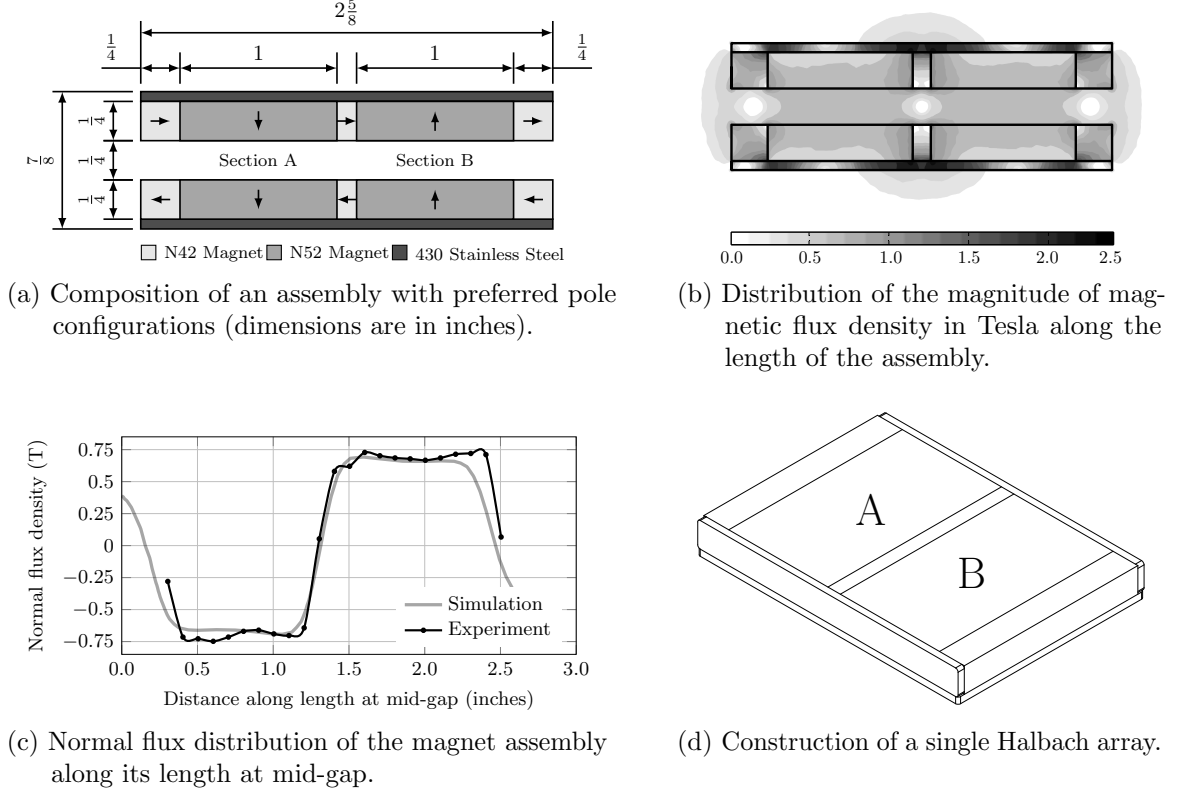 2 5/8
1/4 1 1 1/4
7/8
1/4
1/4
1/4
Section A Section B
N42 Magnet N52 Magnet 430 Stainless Steel
(a) Composition of an assembly with preferred pole
configurations (dimensions are in inches).
0.0 0.5 1.0 1.5 2.0 2.5
(b) Distribution of the magnitude of mag-
netic flux density in Tesla along the
length of the assembly.
Normal flux density (T)
0.75
0.5
0.25
0
−0.25
−0.5
−0.75
Simulation
Experiment
0.0 0.5 1.0 1.5 2.0 2.5 3.0
Distance along length at mid-gap (inches)
(c) Normal flux distribution of the magnet assembly
along its length at mid-gap.
A
B
(d) Construction of a single Halbach array.